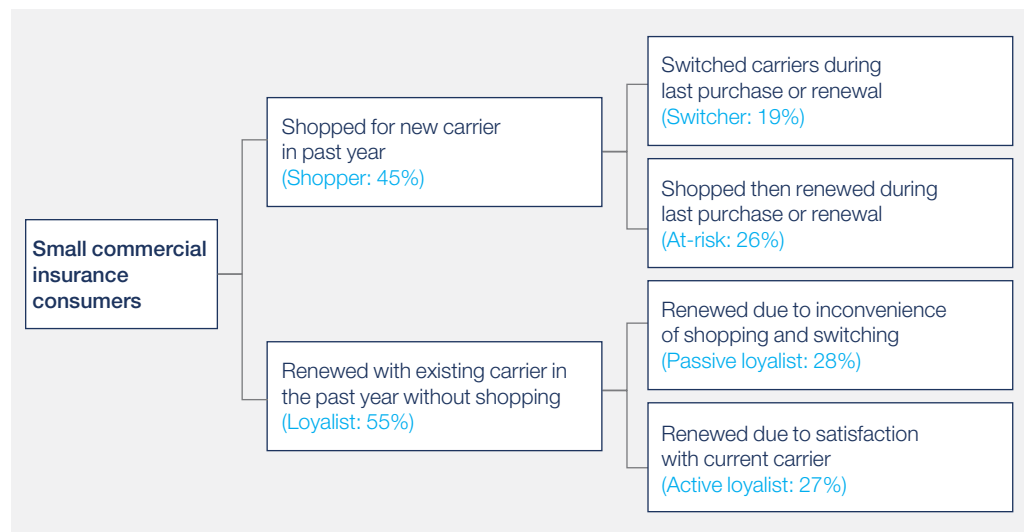 Small commercial
insurance
consumers
Shopped for new carrier
in past year
(Shopper: 45%)
Renewed with existing carrier in
the past year without shopping
(Loyalist: 55%)
Switched carriers during
last purchase or renewal
(Switcher: 19%)
Shopped then renewed during
last purchase or renewal
(At-risk: 26%)
Renewed due to inconvenience
of shopping and switching
(Passive loyalist: 28%)
Renewed due to satisfaction
with current carrier
(Active loyalist: 27%)